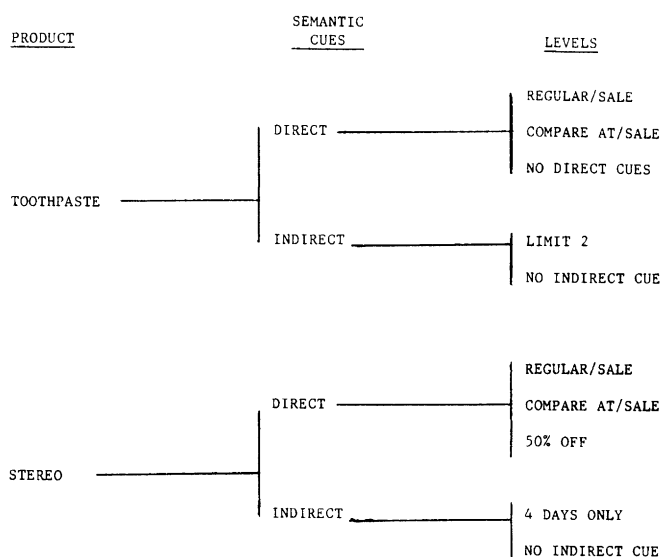 PRODUCT
SEMANTIC
CUES
LEVELS
TOOTHPASTE
DIRECT
REGULAR/SALE
COMPARE AT/SALE
NO DIRECT CUES
INDIRECT
LIMIT 2
NO INDIRECT CUE
STEREO
DIRECT
REGULAR/SALE
COMPARE AT/SALE
50% OFF
INDIRECT
4 DAYS ONLY
NO INDIRECT CUE